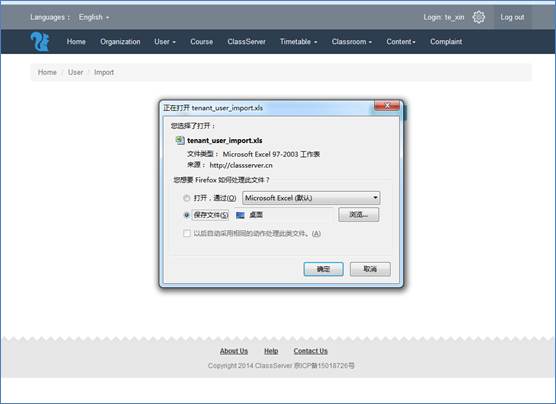 Languages : English
Login: te_xin Log out
Home Organization User Course ClassServer Timetable Classroom Content Complaint
Home / User / Import
正在打开 tenant_user_import.xls
您选择了打开：
tenant_user_import.xls
文件类型： Microsoft Excel 97-2003 工作表
来源： http://classserver.cn
您想要 Firefox 如何处理此文件？
打开，通过(O) Microsoft Excel (默认)
保存文件(S) 桌面 浏览...
以后自动采用相同的动作处理此类文件。(A)
确定 取消
About Us Help Contact Us
Copyright 2014 ClassServer 京ICP备15018726号